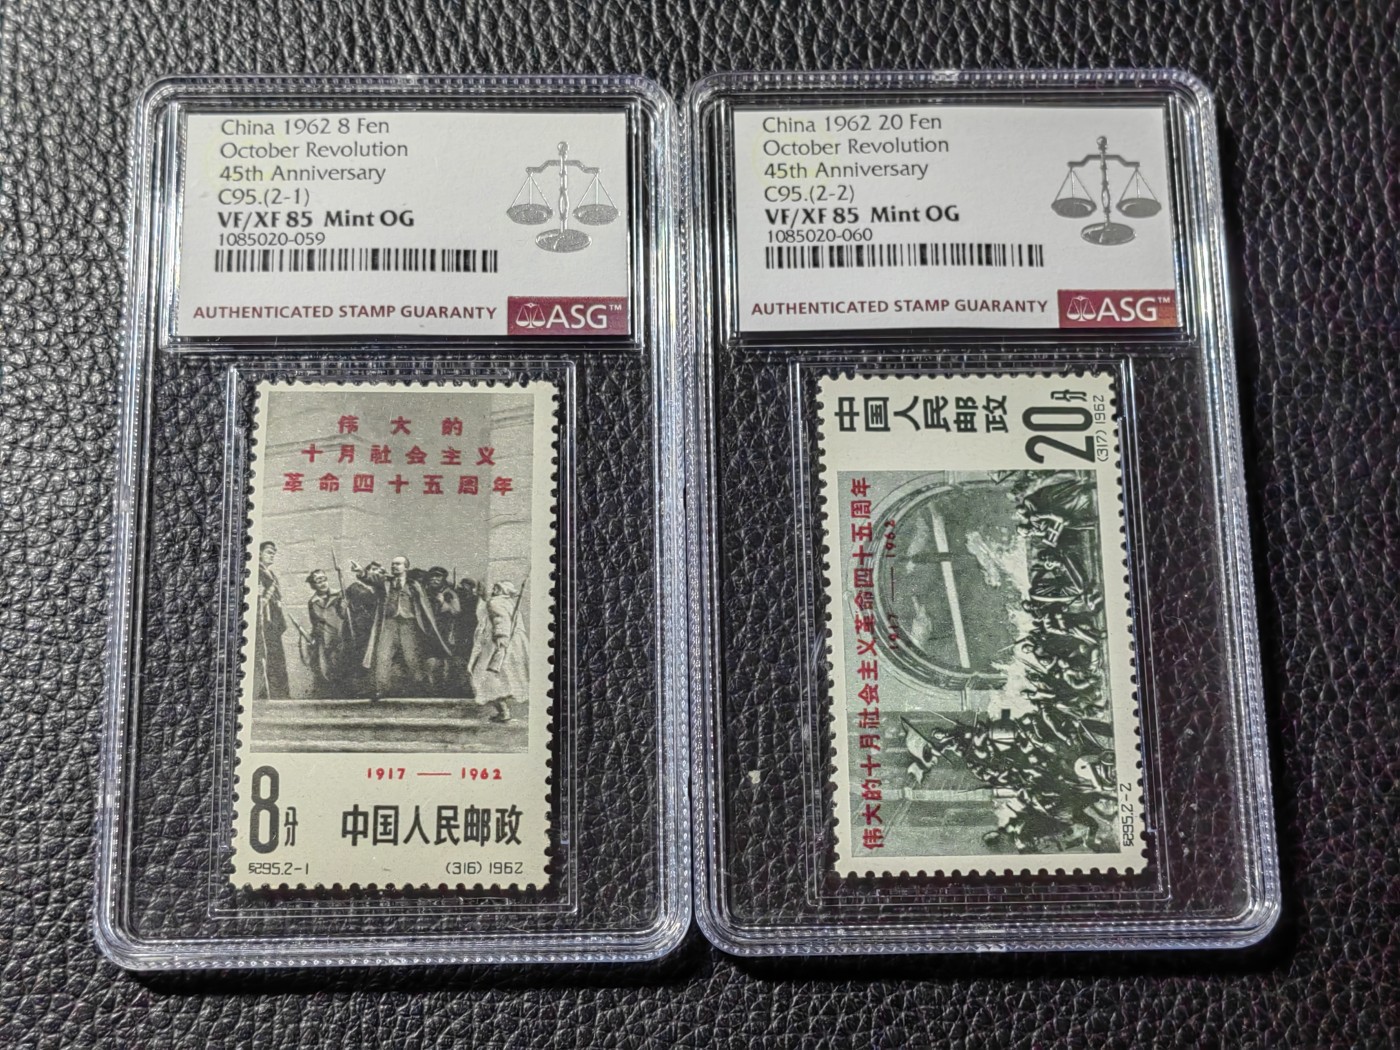 China 1962 8 Fen
October Revolution
45th Anniversary
C95.(2-1)
VF/XF 85 Mint OG
1085020-059
AUTHENTICATED STAMP GUARANTY
ASG™
伟大的
十月社会主义
革命四十五周年
1917 — 1962
8分
中国人民邮政
纪95.2-1
(316) 1962
China 1962 20 Fen
October Revolution
45th Anniversary
C95.(2-2)
VF/XF 85 Mint OG
1085020-060
AUTHENTICATED STAMP GUARANTY
ASG™
中国人民邮政
20分
(317) 1962
伟大的十月社会主义革命四十五周年
1917 — 1962
纪95.2-2